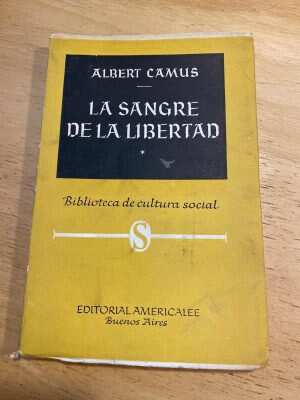 ALBERT CAMUS
LA SANGRE
DE LA LIBERTAD
*
Biblioteca de cultura social
S
EDITORIAL AMERICALEE
Buenos Aires